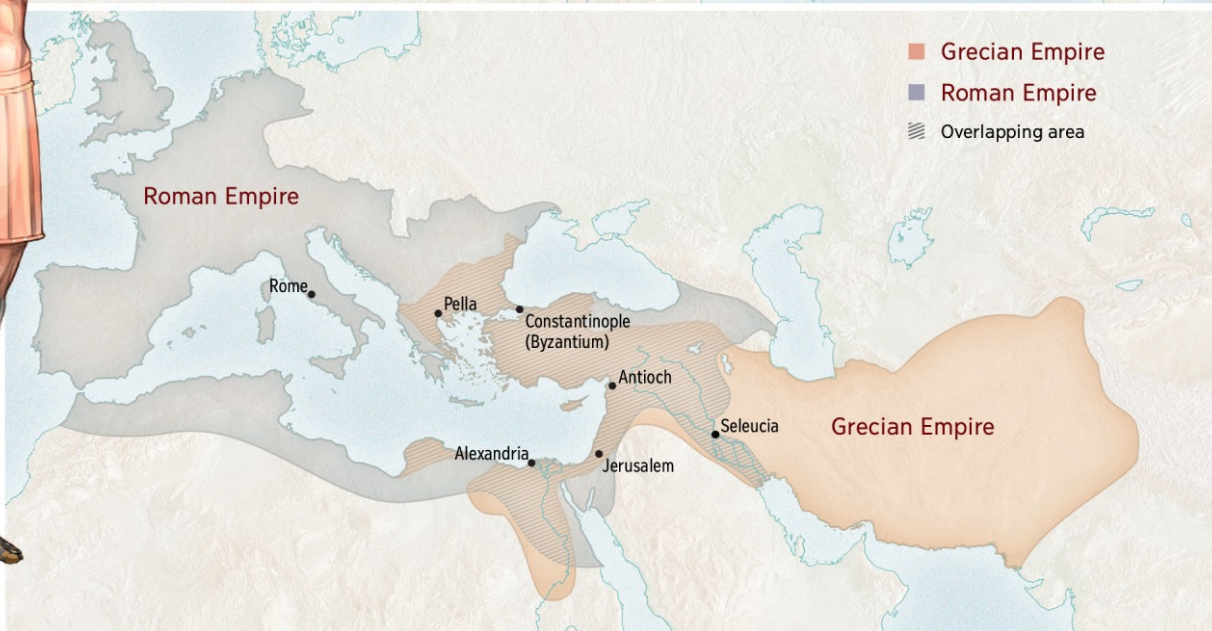 Grecian Empire
Roman Empire
Overlapping area
Roman Empire
Rome
Pella
Constantinople
(Byzantium)
Antioch
Seleucia
Grecian Empire
Alexandria
Jerusalem